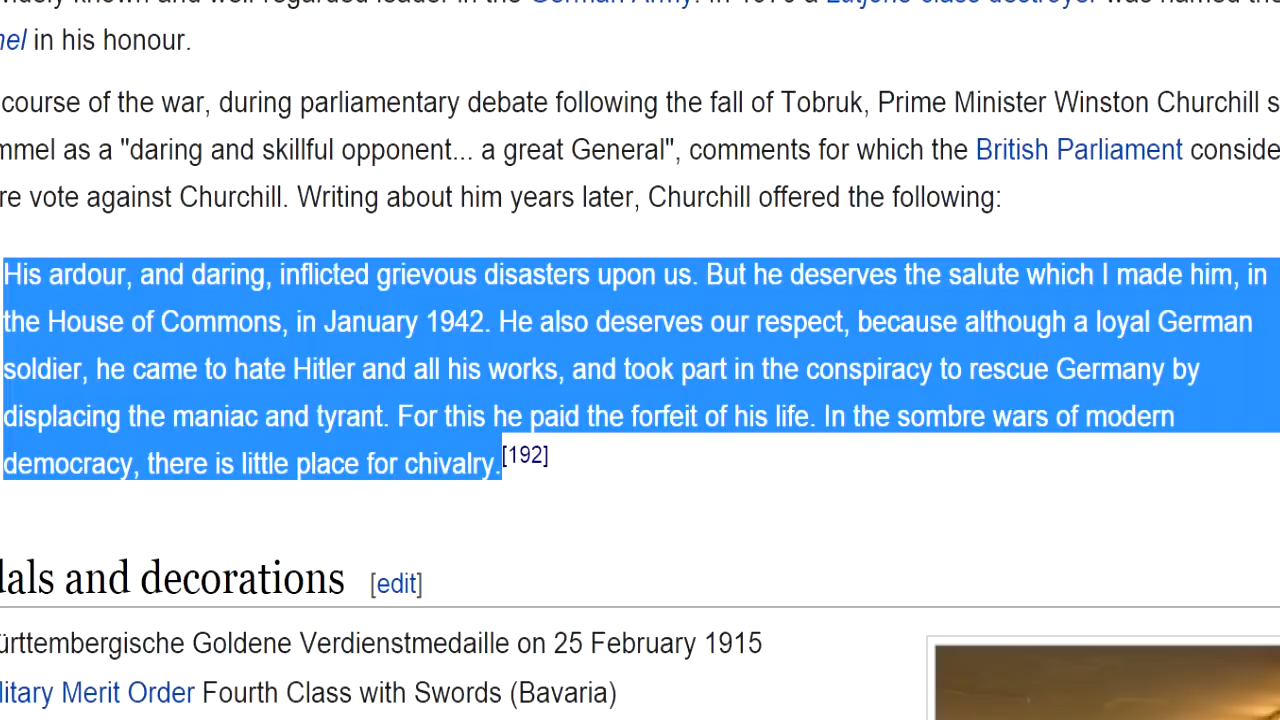 in his honour.
course of the war, during parliamentary debate following the fall of Tobruk, Prime Minister Winston Churchill
as a "daring and skillful opponent... a great General", comments for which the British Parliament
vote against Churchill. Writing about him years later, Churchill offered the following:
His ardour, and daring, inflicted grievous disasters upon us. But he deserves the salute which I made him, in
the House of Commons, in January 1942. He also deserves our respect, because although a loyal German
soldier, he came to hate Hitler and all his works, and took part in the conspiracy to rescue Germany by
displacing the maniac and tyrant. For this he paid the forfeit of his life. In the sombre wars of modern
democracy, there is little place for chivalry.[192]
and decorations [edit]
Goldene Verdienstmedaille on 25 February 1915
Merit Order Fourth Class with Swords (Bavaria)